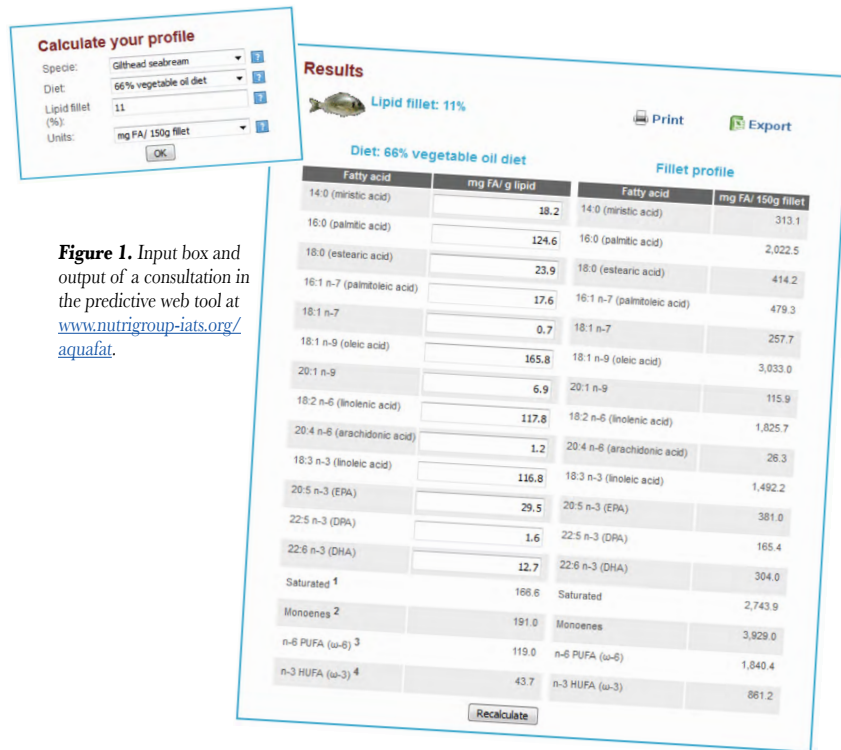 Calculate your profile
Specie: Gilthead seabream ?
Diet: 66% vegetable oil diet ?
Lipid fillet (%): 11 ?
Units: mg FA/ 150g fillet ?
OK
Figure 1. Input box and
output of a consultation in
the predictive web tool at
www.nutrigroup-iats.org/
aquafat.
Results
Lipid fillet: 11%
Print Export
Diet: 66% vegetable oil diet Fillet profile
Fatty acid mg FA/ g lipid Fatty acid mg FA/ 150g fillet
14:0 (miristic acid) 18.2 14:0 (miristic acid) 313.1
16:0 (palmitic acid) 124.6 16:0 (palmitic acid) 2,022.5
18:0 (estearic acid) 23.9 18:0 (estearic acid) 414.2
16:1 n-7 (palmitoleic acid) 17.6 16:1 n-7 (palmitoleic acid) 479.3
18:1 n-7 0.7 18:1 n-7 257.7
18:1 n-9 (oleic acid) 165.8 18:1 n-9 (oleic acid) 3,033.0
20:1 n-9 6.9 20:1 n-9 115.9
18:2 n-6 (linolenic acid) 117.8 18:2 n-6 (linolenic acid) 1,825.7
20:4 n-6 (arachidonic acid) 1.2 20:4 n-6 (arachidonic acid) 26.3
18:3 n-3 (linoleic acid) 116.8 18:3 n-3 (linoleic acid) 1,492.2
20:5 n-3 (EPA) 29.5 20:5 n-3 (EPA) 381.0
22:5 n-3 (DPA) 1.6 22:5 n-3 (DPA) 165.4
22:6 n-3 (DHA) 12.7 22:6 n-3 (DHA) 304.0
Saturated 1 166.6 Saturated 2,743.9
Monoenes 2 191.0 Monoenes 3,929.0
n-6 PUFA (ω-6) 3 119.0 n-6 PUFA (ω-6) 1,840.4
n-3 HUFA (ω-3) 4 43.7 n-3 HUFA (ω-3) 861.2
Recalculate